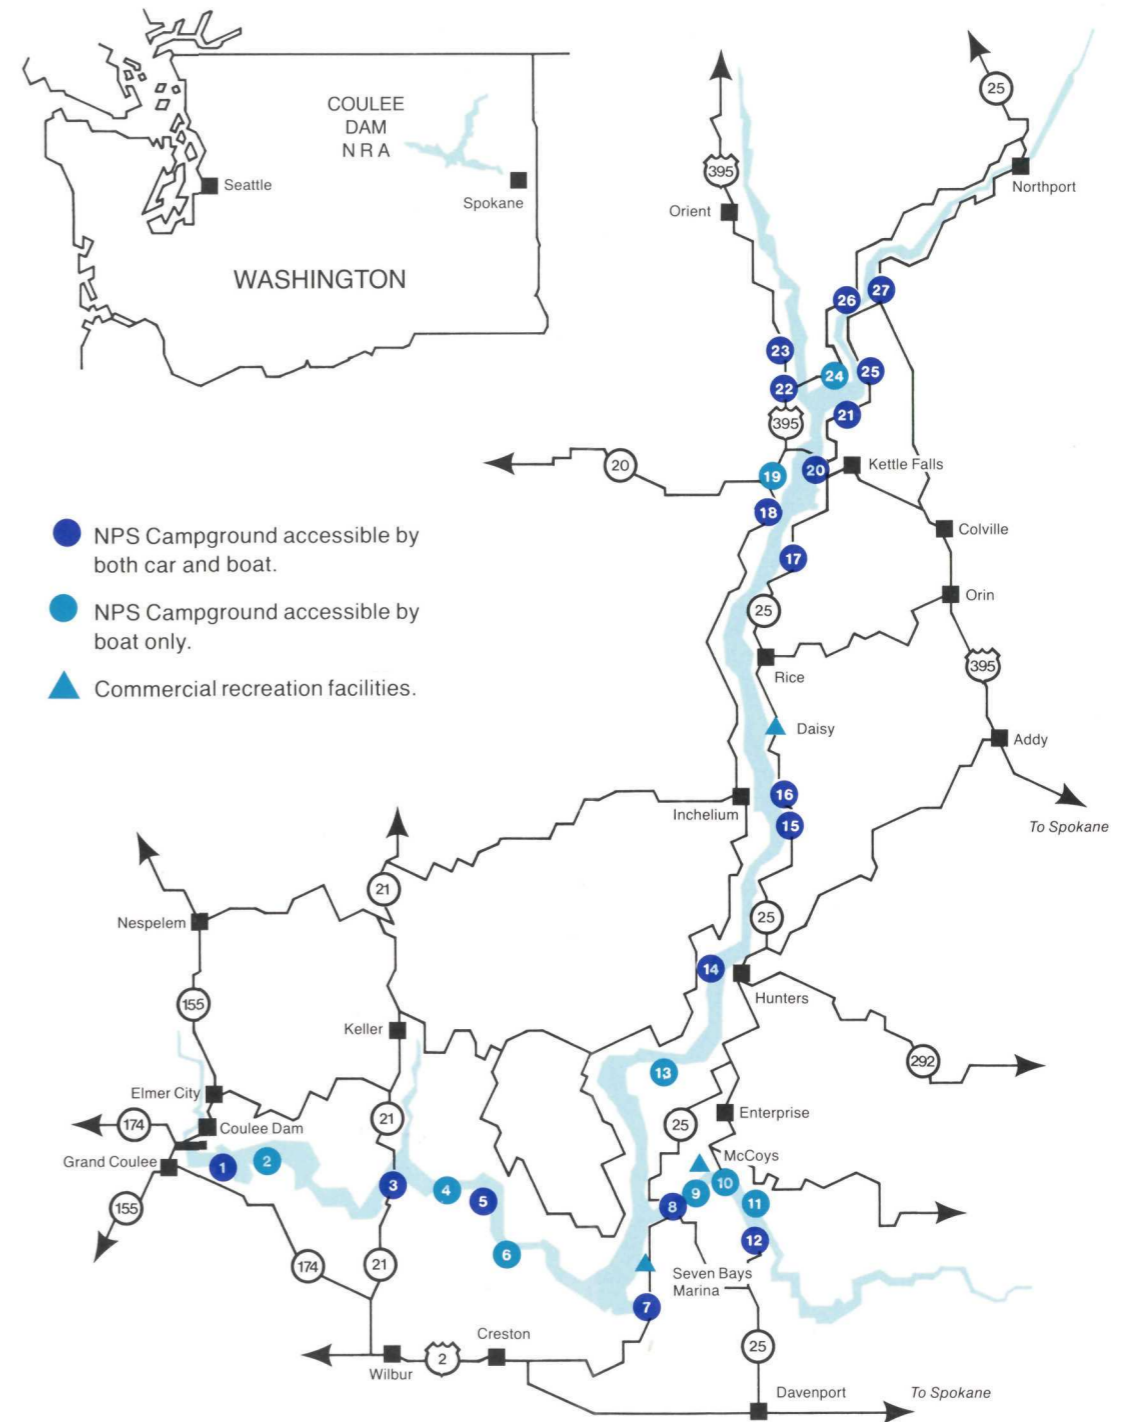 COULEE
DAM
N R A
Seattle
Spokane
WASHINGTON
25
395
Northport
Orient
27
26
23
25
24
22
21
395
20
Kettle Falls
20
19
18
Colville
NPS Campground accessible by
both car and boat.
17
Orin
NPS Campground accessible by
boat only.
25
Rice
395
Commercial recreation facilities.
Daisy
Addy
16
Inchelium
15
To Spokane
21
Nespelem
25
14
Hunters
155
Keller
292
13
Elmer City
Enterprise
174
Coulee Dam
21
25
Grand Coulee
1
2
McCoys
3
4
5
10
9
11
155
8
12
6
174
21
Seven Bays
Marina
7
Creston
2
Wilbur
25
Davenport
To Spokane